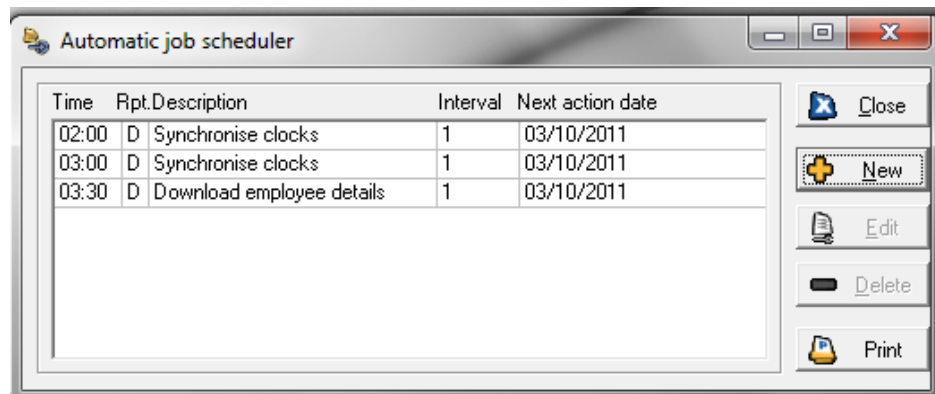 Automatic job scheduler
Time Rpt. Description Interval Next action date
02:00 D Synchronise clocks 1 03/10/2011
03:00 D Synchronise clocks 1 03/10/2011
03:30 D Download employee details 1 03/10/2011
Close
New
Edit
Delete
Print